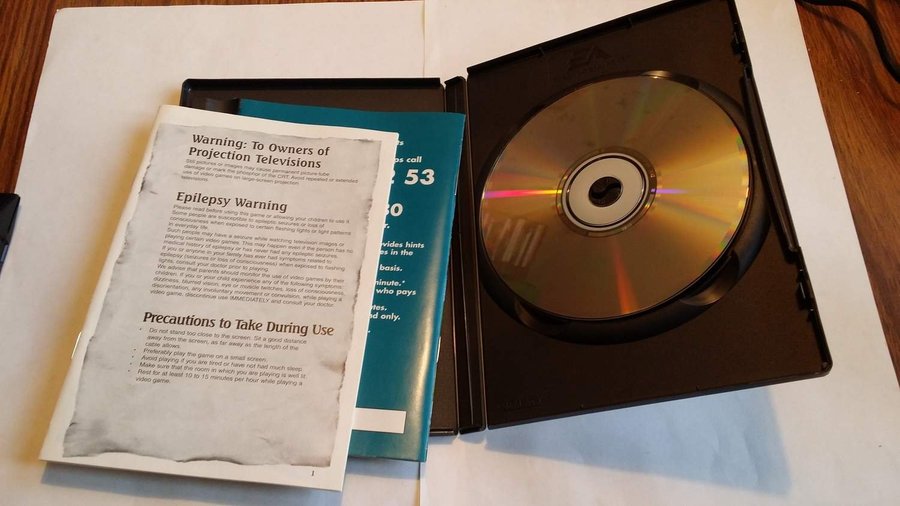 Warning: To Owners of
Projection Televisions
Still pictures or images may cause permanent picture-tube
damage or mark the phosphor of the CRT. Avoid repeated or extended
use of video games on large-screen projection
televisions.
Epilepsy Warning
Please read before using this game or allowing your children to use it.
Some people are susceptible to epileptic seizures or loss of
consciousness when exposed to certain flashing lights or light patterns
in everyday life.
Such people may have a seizure while watching television images or
playing certain video games. This may happen even if the person has no
medical history of epilepsy or has never had any epileptic seizures.
If you or anyone in your family has ever had symptoms related to
epilepsy (seizures or loss of consciousness) when exposed to flashing
lights, consult your doctor prior to playing.
We advise that parents should monitor the use of video games by their
children. If you or your child experience any of the following symptoms:
dizziness, blurred vision, eye or muscle twitches, loss of consciousness,
disorientation, any involuntary movement or convulsion, while playing a
video game, discontinue use IMMEDIATELY and consult your doctor.
Precautions to Take During Use
• Do not stand too close to the screen. Sit a good distance
away from the screen, as far away as the length of the
cable allows.
• Preferably play the game on a small screen.
• Avoid playing if you are tired or have not had much sleep.
• Make sure that the room in which you are playing is well lit.
• Rest for at least 10 to 15 minutes per hour while playing a
video game.
1
call
53
vides hints
es in the
basis.
minute.*
who pays
nd only.
EA